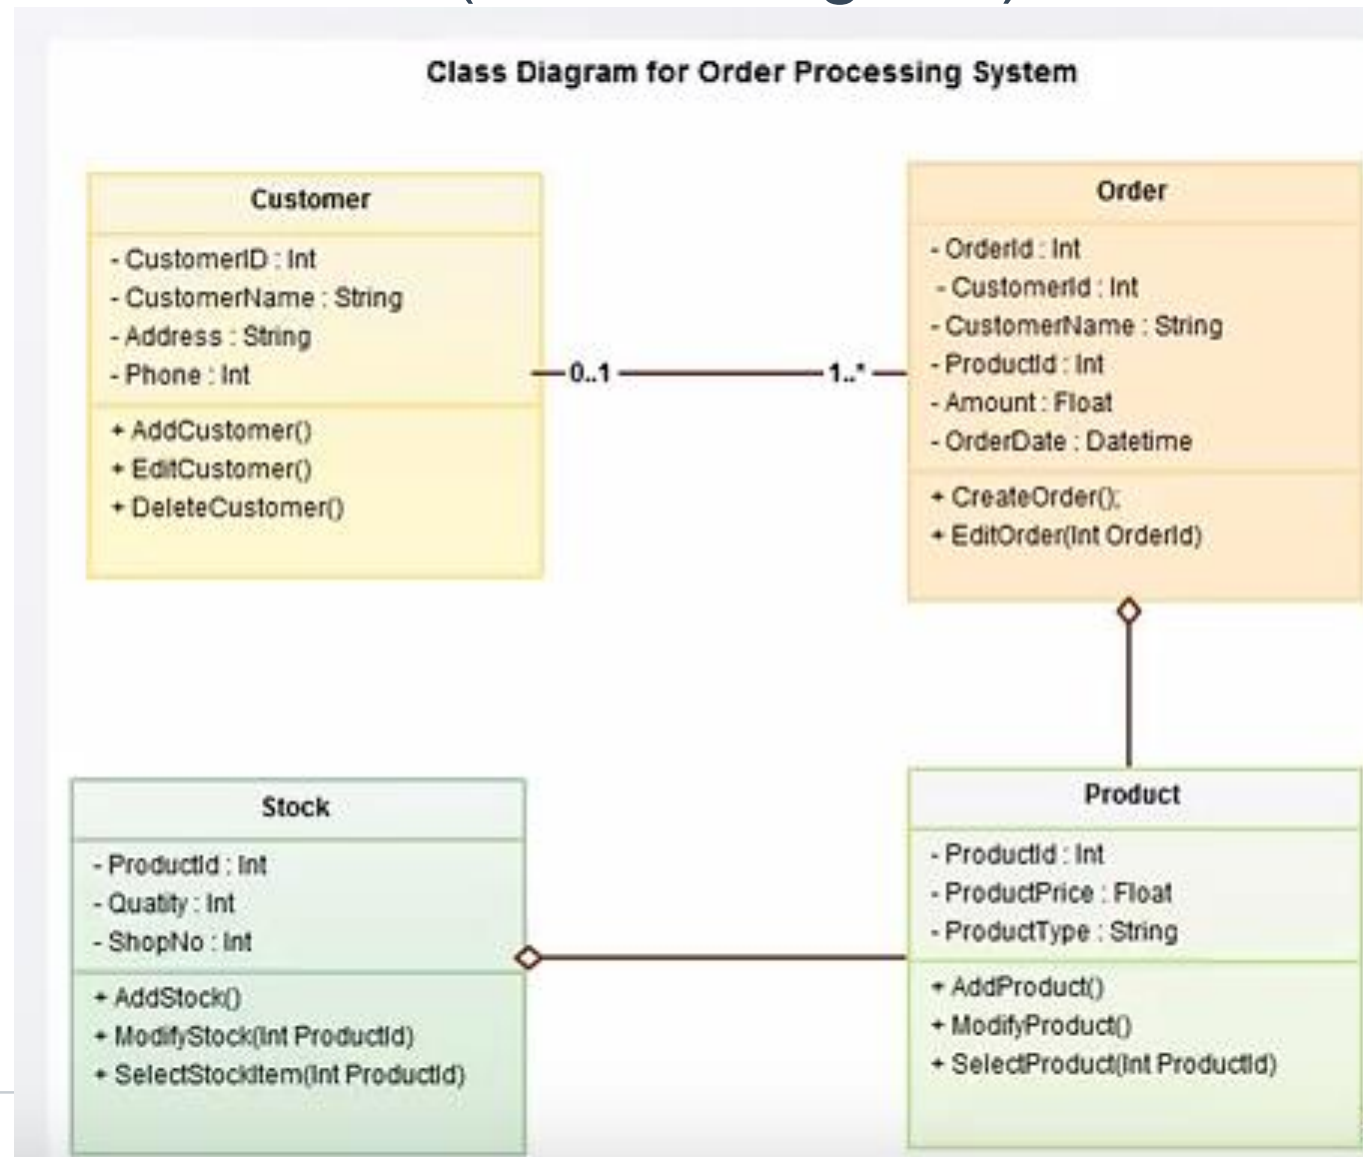 Class Diagram for Order Processing System
Customer
- CustomerID : Int
- CustomerName : String
- Address : String
- Phone : Int
+ AddCustomer()
+ EditCustomer()
+ DeleteCustomer()
0..1
1..*
Order
- OrderId : Int
- CustomerId : Int
- CustomerName : String
- ProductId : Int
- Amount : Float
- OrderDate : Datetime
+ CreateOrder();
+ EditOrder(Int OrderId)
Stock
- ProductId : Int
- Quatity : Int
- ShopNo : Int
+ AddStock()
+ ModifyStock(Int ProductId)
+ SelectStockItem(Int ProductId)
Product
- ProductId : Int
- ProductPrice : Float
- ProductType : String
+ AddProduct()
+ ModifyProduct()
+ SelectProduct(Int ProductId)